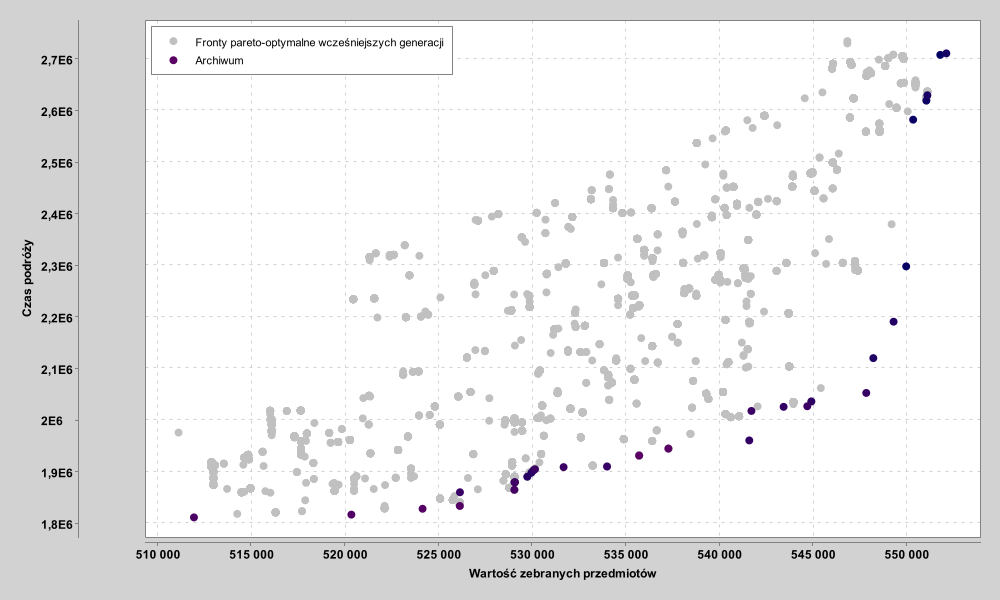 Fronty pareto-optymalne wcześniejszych generacji
Archiwum
Czas podróży
2,7E6
2,6E6
2,5E6
2,4E6
2,3E6
2,2E6
2,1E6
2E6
1,9E6
1,8E6
510 000 515 000 520 000 525 000 530 000 535 000 540 000 545 000 550 000
Wartość zebranych przedmiotów